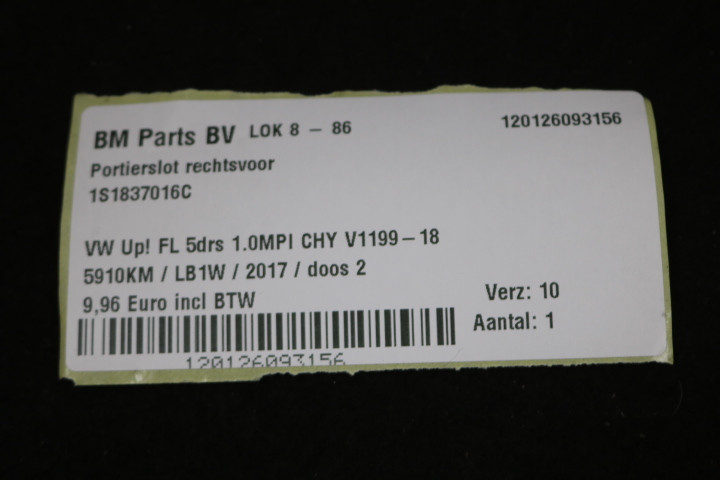 BM Parts BV LOK 8 - 86 120126093156
Portierslot rechtsvoor
1S1837016C
VW Up! FL 5drs 1.0MPI CHY V1199-18
5910KM / LB1W / 2017 / doos 2
9,96 Euro incl BTW Verz: 10
Aantal: 1
120126093156